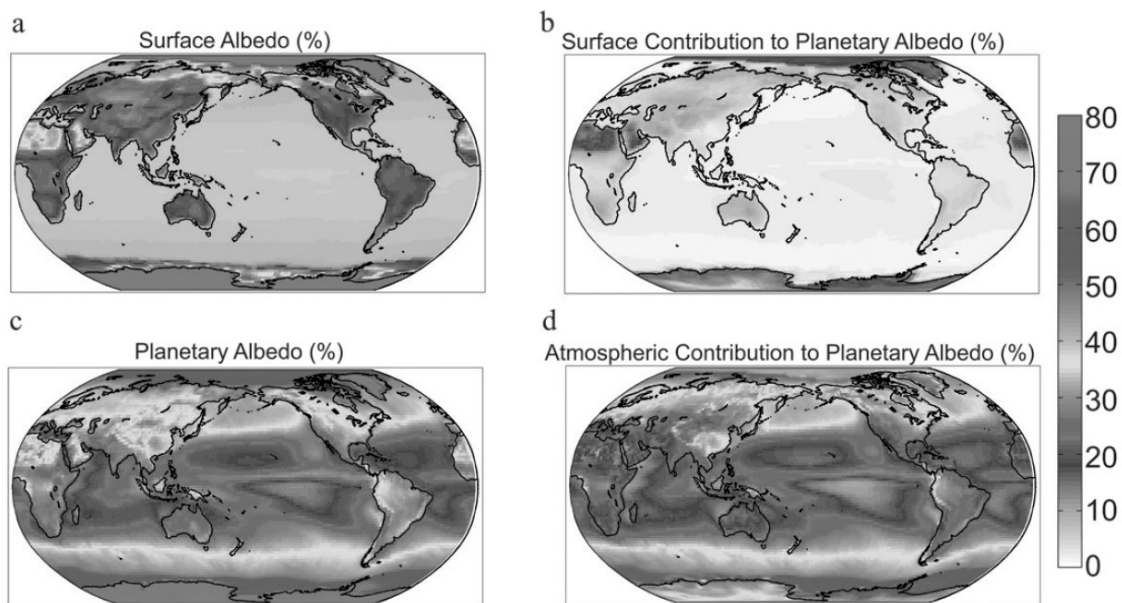 a
Surface Albedo (%)
b
Surface Contribution to Planetary Albedo (%)
c
Planetary Albedo (%)
d
Atmospheric Contribution to Planetary Albedo (%)
80
70
60
50
40
30
20
10
0